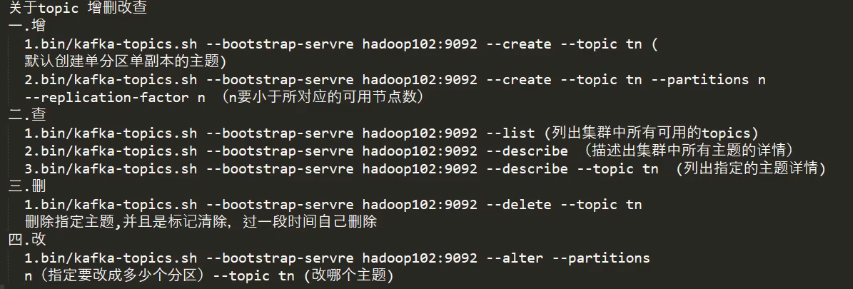 关于topic 增删改查
一.增
1.bin/kafka-topics.sh --bootstrap-servre hadoop102:9092 --create --topic tn (
默认创建单分区单副本的主题)
2.bin/kafka-topics.sh --bootstrap-servre hadoop102:9092 --create --topic tn --partitions n
--replication-factor n （n要小于所对应的可用节点数）
二.查
1.bin/kafka-topics.sh --bootstrap-servre hadoop102:9092 --list (列出集群中所有可用的topics)
2.bin/kafka-topics.sh --bootstrap-servre hadoop102:9092 --describe （描述出集群中所有主题的详情）
3.bin/kafka-topics.sh --bootstrap-servre hadoop102:9092 --describe --topic tn （列出指定的主题详情)
三.删
1.bin/kafka-topics.sh --bootstrap-servre hadoop102:9092 --delete --topic tn
删除指定主题,并且是标记清除，过一段时间自己删除
四.改
1.bin/kafka-topics.sh --bootstrap-servre hadoop102:9092 --alter --partitions
n（指定要改成多少个分区）--topic tn (改哪个主题)